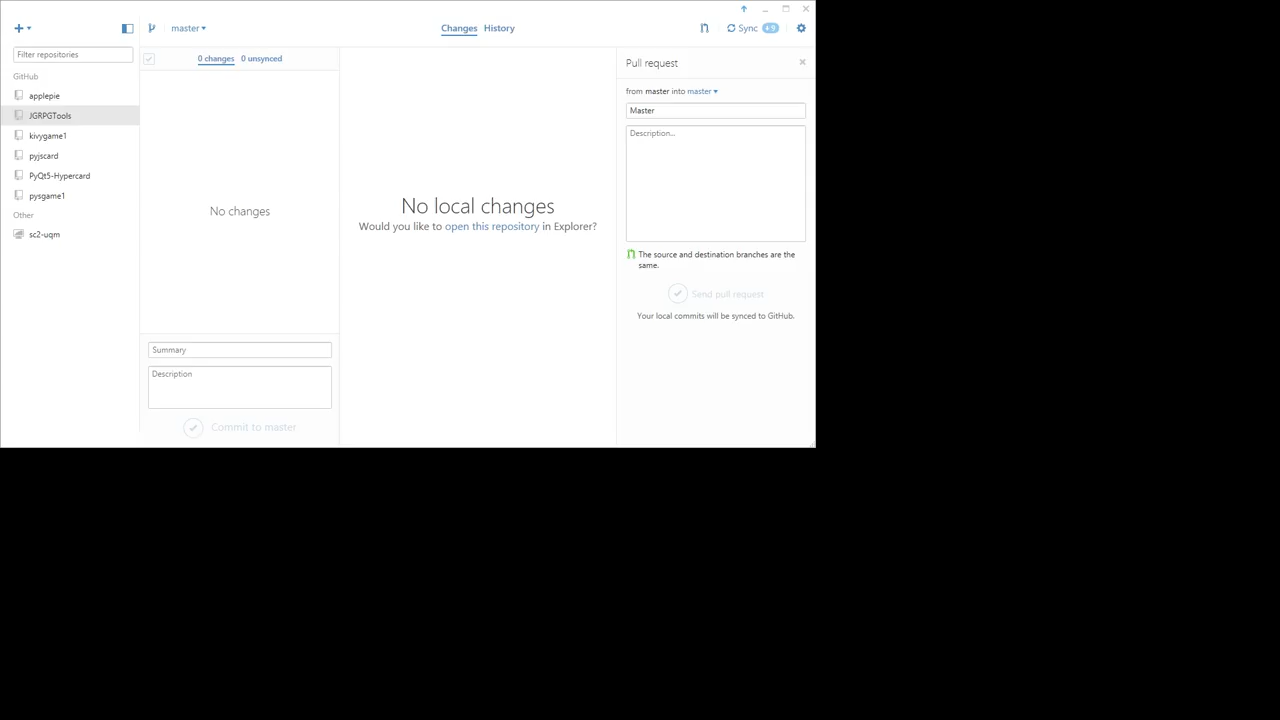 master
Changes History
Sync +9
Filter repositories
GitHub
applepie
JGRPGTools
kivygame1
pyjscard
PyQt5-Hypercard
pysgame1
Other
sc2-uqm
0 changes 0 unsynced
No changes
Summary
Description
Commit to master
No local changes
Would you like to open this repository in Explorer?
Pull request
from master into master
Master
Description...
The source and destination branches are the
same.
Send pull request
Your local commits will be synced to GitHub.